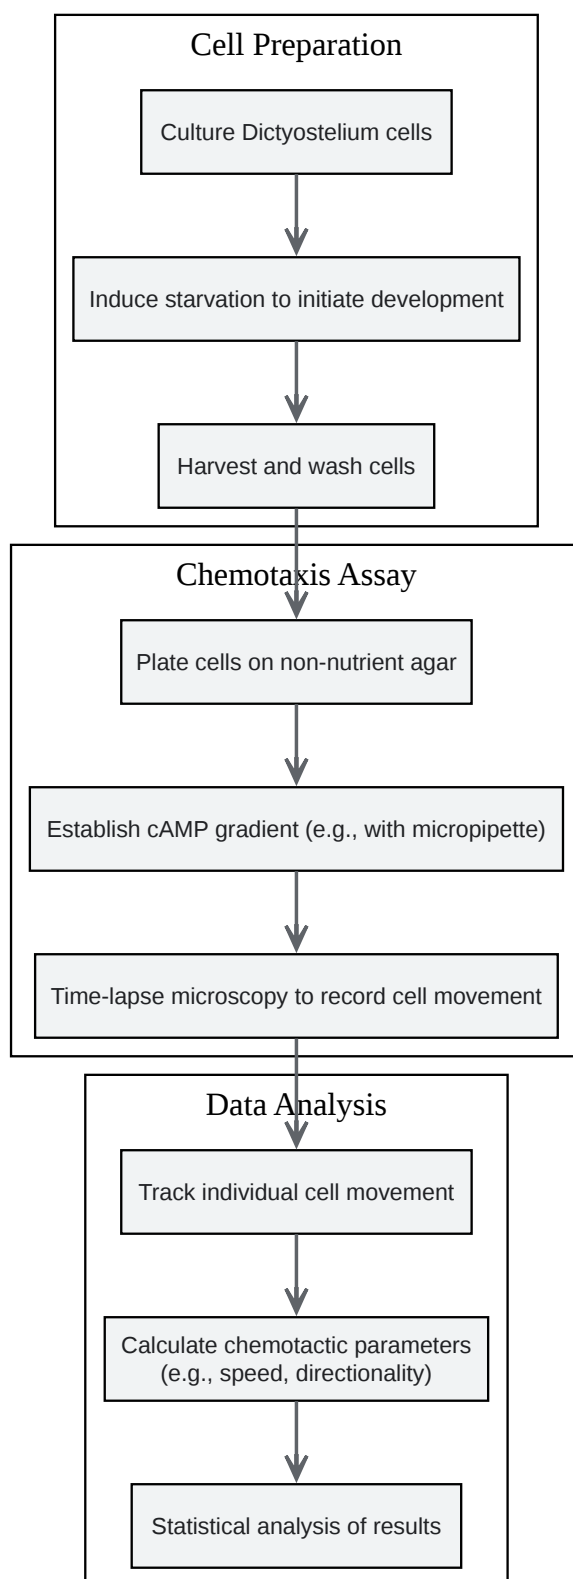 Cell Preparation
Culture Dictyostelium cells
Induce starvation to initiate development
Harvest and wash cells
Chemotaxis Assay
Plate cells on non-nutrient agar
Establish cAMP gradient (e.g., with micropipette)
Time-lapse microscopy to record cell movement
Data Analysis
Track individual cell movement
Calculate chemotactic parameters
(e.g., speed, directionality)
Statistical analysis of results